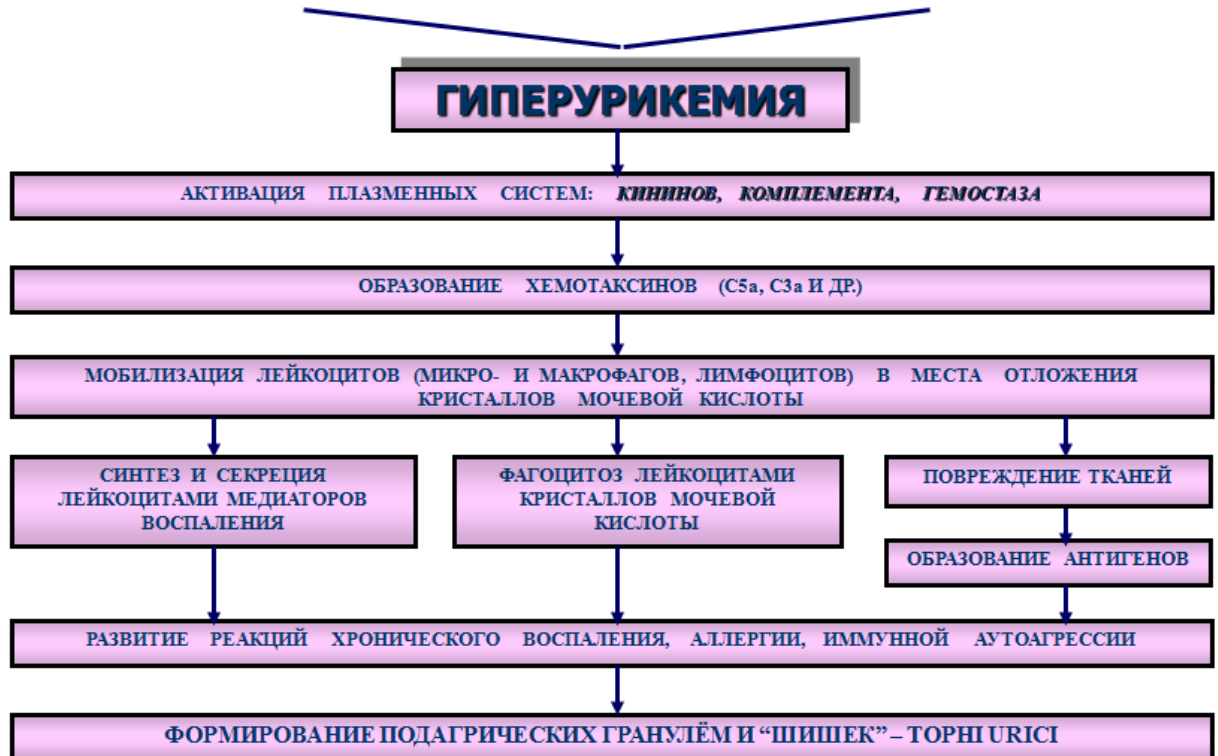 ГИПЕРУРИКЕМИЯ
АКТИВАЦИЯ ПЛАЗМЕННЫХ СИСТЕМ: КИНИНОВ, КОМПЛЕМЕНТА, ГЕМОСТАЗА
ОБРАЗОВАНИЕ ХЕМОТАКСИНОВ (С5а, С3а И ДР.)
МОБИЛИЗАЦИЯ ЛЕЙКОЦИТОВ (МИКРО- И МАКРОФАГОВ, ЛИМФОЦИТОВ) В МЕСТА ОТЛОЖЕНИЯ
КРИСТАЛЛОВ МОЧЕВОЙ КИСЛОТЫ
СИНТЕЗ И СЕКРЕЦИЯ
ЛЕЙКОЦИТАМИ МЕДИАТОРОВ
ВОСПАЛЕНИЯ
ФАГОЦИТОЗ ЛЕЙКОЦИТАМИ
КРИСТАЛЛОВ МОЧЕВОЙ
КИСЛОТЫ
ПОВРЕЖДЕНИЕ ТКАНЕЙ
ОБРАЗОВАНИЕ АНТИГЕНОВ
РАЗВИТИЕ РЕАКЦИЙ ХРОНИЧЕСКОГО ВОСПАЛЕНИЯ, АЛЛЕРГИИ, ИММУННОЙ АУТОАГРЕССИИ
ФОРМИРОВАНИЕ ПОДАГРИЧЕСКИХ ГРАНУЛЁМ И “ШИШЕК” – TOPHI URICI